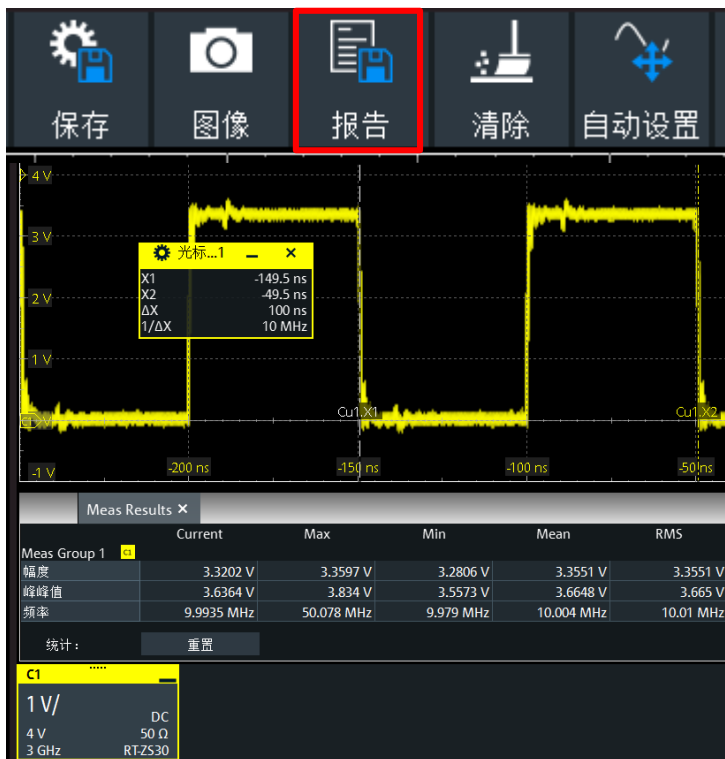 保存 图像 报告 清除 自动设置
4 V
3 V
光标...1
X1 -149.5 ns
X2 -49.5 ns
ΔX 100 ns
1/ΔX 10 MHz
2 V
1 V
Cu1.X1 Cu1.X2
C1 V
-1 V -200 ns -150 ns -100 ns -50 ns
Meas Results ×
Current Max Min Mean RMS
Meas Group 1 C1
幅度 3.3202 V 3.3597 V 3.2806 V 3.3551 V 3.3551 V
峰峰值 3.6364 V 3.834 V 3.5573 V 3.6648 V 3.665 V
频率 9.9935 MHz 50.078 MHz 9.979 MHz 10.004 MHz 10.01 MHz
统计： 重置
C1
1 V/
DC
4 V 50 Ω
3 GHz RT-ZS30